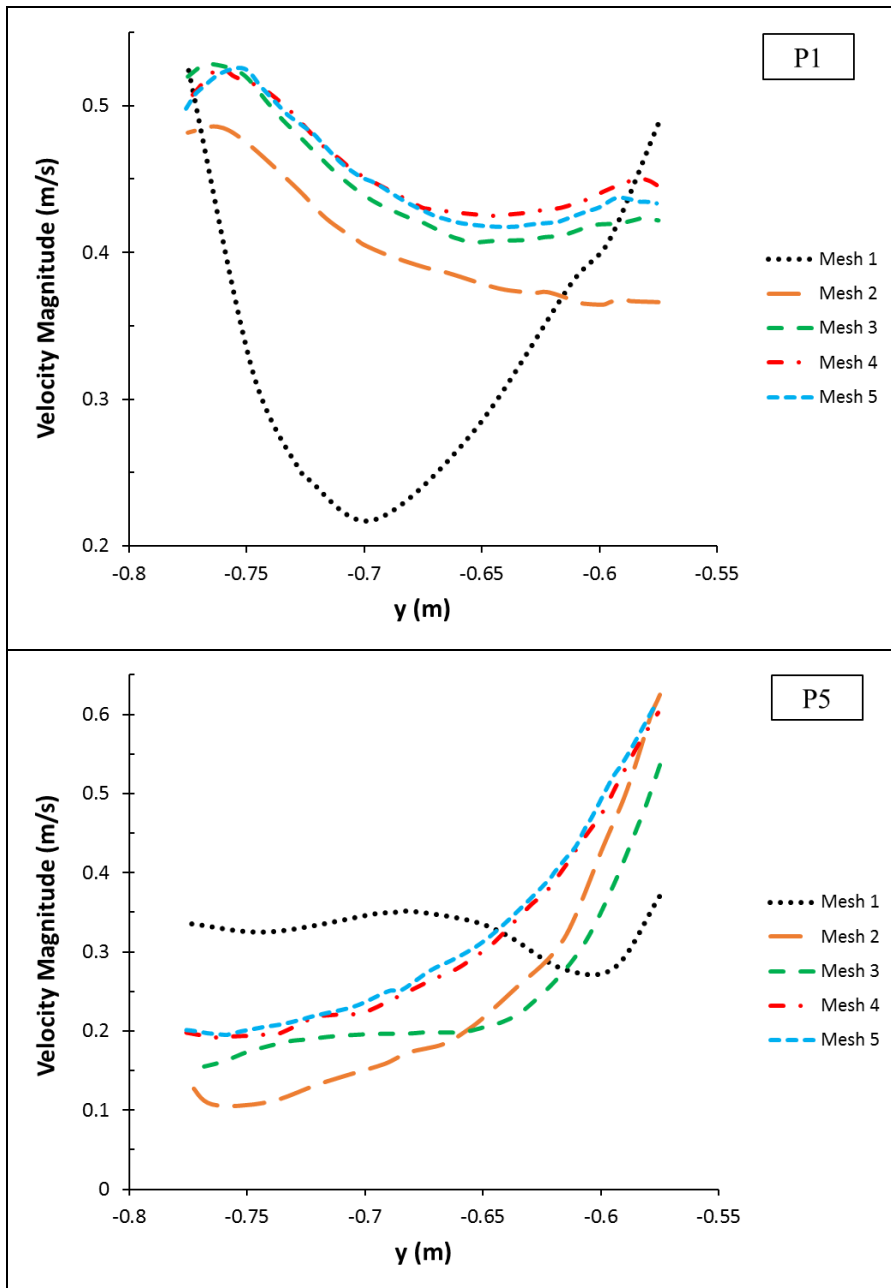 P1
Velocity Magnitude (m/s)
0.5
0.4
0.3
0.2
-0.8 -0.75 -0.7 -0.65 -0.6 -0.55
y (m)
Mesh 1
Mesh 2
Mesh 3
Mesh 4
Mesh 5
P5
Velocity Magnitude (m/s)
0.6
0.5
0.4
0.3
0.2
0.1
0
-0.8 -0.75 -0.7 -0.65 -0.6 -0.55
y (m)
Mesh 1
Mesh 2
Mesh 3
Mesh 4
Mesh 5